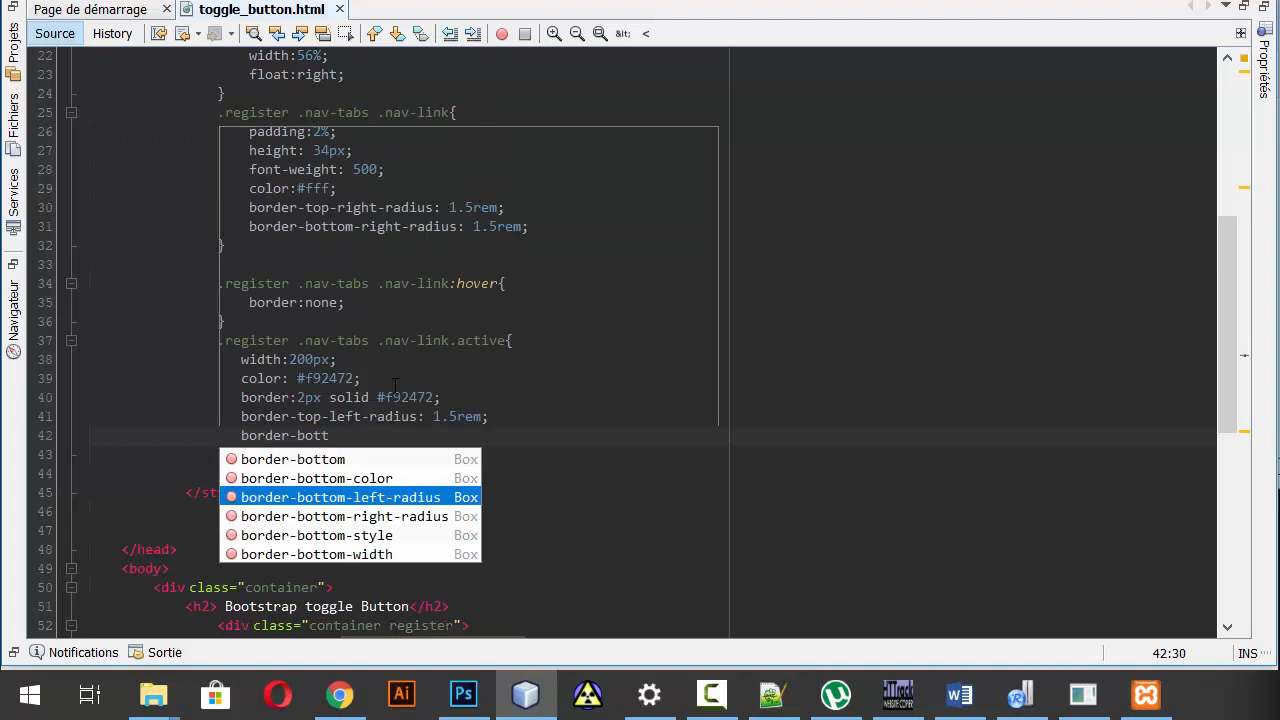 Page de démarrage × toggle_button.html ×
Source History
22 width:56%;
23 float:right;
24 }
25 .register .nav-tabs .nav-link{
26 padding:2%;
27 height: 34px;
28 font-weight: 500;
29 color:#fff;
30 border-top-right-radius: 1.5rem;
31 border-bottom-right-radius: 1.5rem;
32 }
33
34 .register .nav-tabs .nav-link:hover{
35 border:none;
36 }
37 .register .nav-tabs .nav-link.active{
38 width:200px;
39 color: #f92472;
40 border:2px solid #f92472;
41 border-top-left-radius: 1.5rem;
42 border-bott
43
44
45 </st
46
47
48 </head>
49 <body>
50 <div class="container">
51 <h2> Bootstrap toggle Button</h2>
52 <div class="container register">
border-bottom Box
border-bottom-color Box
border-bottom-left-radius Box
border-bottom-right-radius Box
border-bottom-style Box
border-bottom-width Box
Projets
Fichiers
Services
Navigateur
Propriétés
Notifications Sortie
42:30 INS
Ai Ps